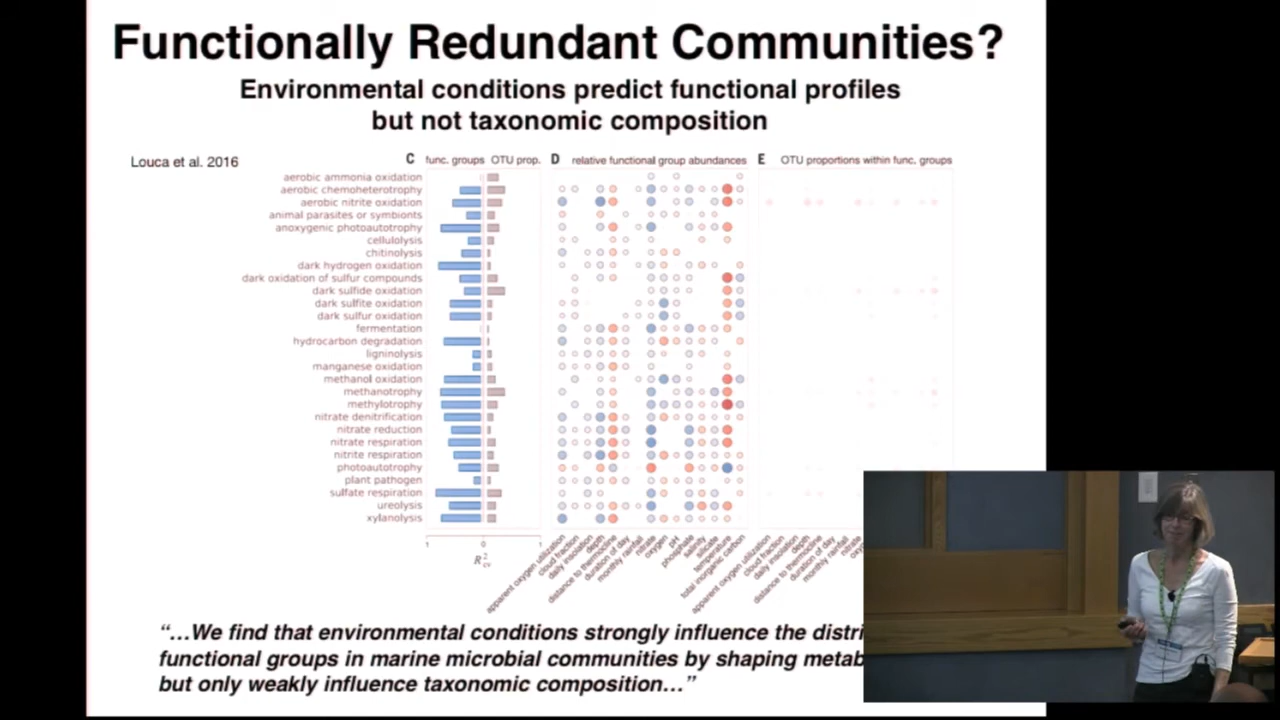 Functionally Redundant Communities?
Environmental conditions predict functional profiles
but not taxonomic composition
Louca et al. 2016
C func. groups OTU prop. D relative functional group abundances E OTU proportions within func. groups
aerobic ammonia oxidation
aerobic chemoheterotrophy
aerobic nitrite oxidation
animal parasites or symbionts
anoxygenic photoautotrophy
cellulolysis
chitinolysis
dark hydrogen oxidation
dark oxidation of sulfur compounds
dark sulfide oxidation
dark sulfite oxidation
dark sulfur oxidation
fermentation
hydrocarbon degradation
ligninolysis
manganese oxidation
methanol oxidation
methanotrophy
methylotrophy
nitrate denitrification
nitrate reduction
nitrate respiration
nitrite respiration
photoautotrophy
plant pathogen
sulfate respiration
ureolysis
xylanolysis
1 0 1
R²cv
apparent oxygen utilization
cloud fraction
daily insolation
depth
distance to thermocline
duration of day
monthly rainfall
nitrate
oxygen
pH
phosphate
salinity
silicate
temperature
total inorganic carbon
apparent oxygen utilization
cloud fraction
daily insolation
depth
distance to thermocline
duration of day
monthly rainfall
nitrate
“…We find that environmental conditions strongly influence the distri
functional groups in marine microbial communities by shaping metab
but only weakly influence taxonomic composition…”